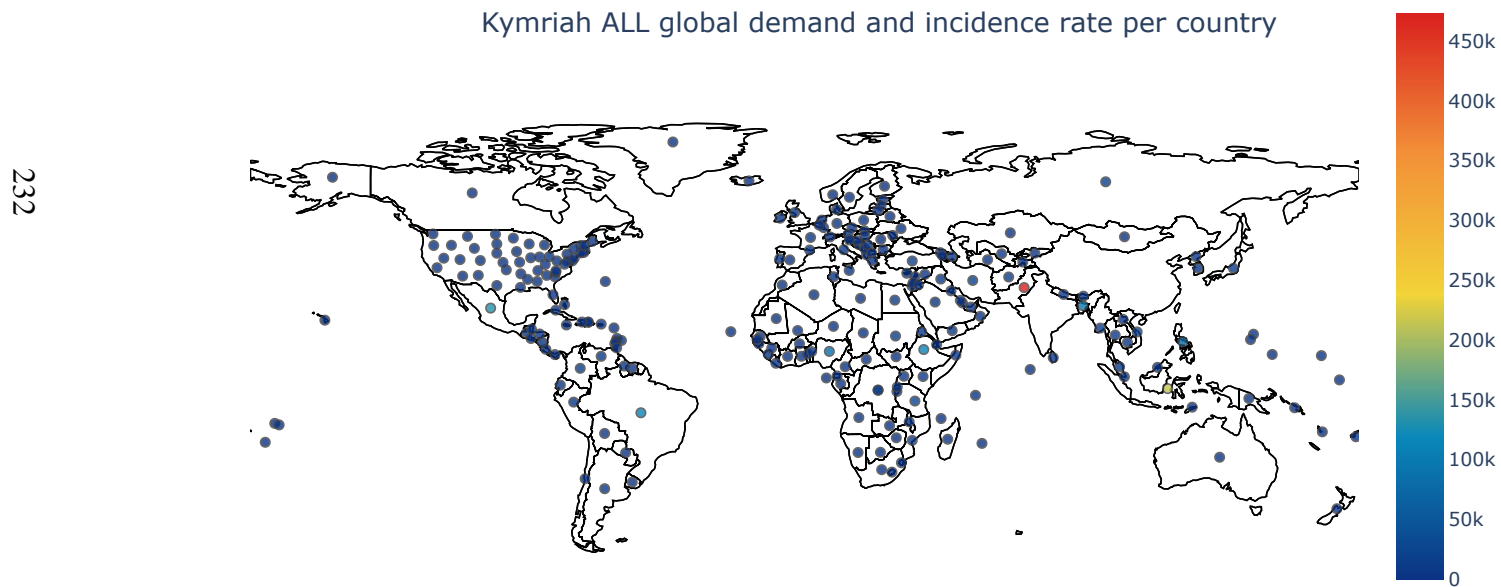 Kymriah ALL global demand and incidence rate per country
450k
400k
350k
300k
250k
200k
150k
100k
50k
0
232